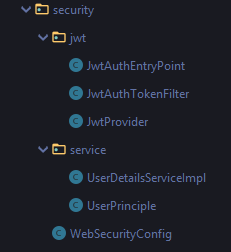 security
jwt
JwtAuthEntryPoint
JwtAuthTokenFilter
JwtProvider
service
UserDetailsServiceImpl
UserPrinciple
WebSecurityConfig